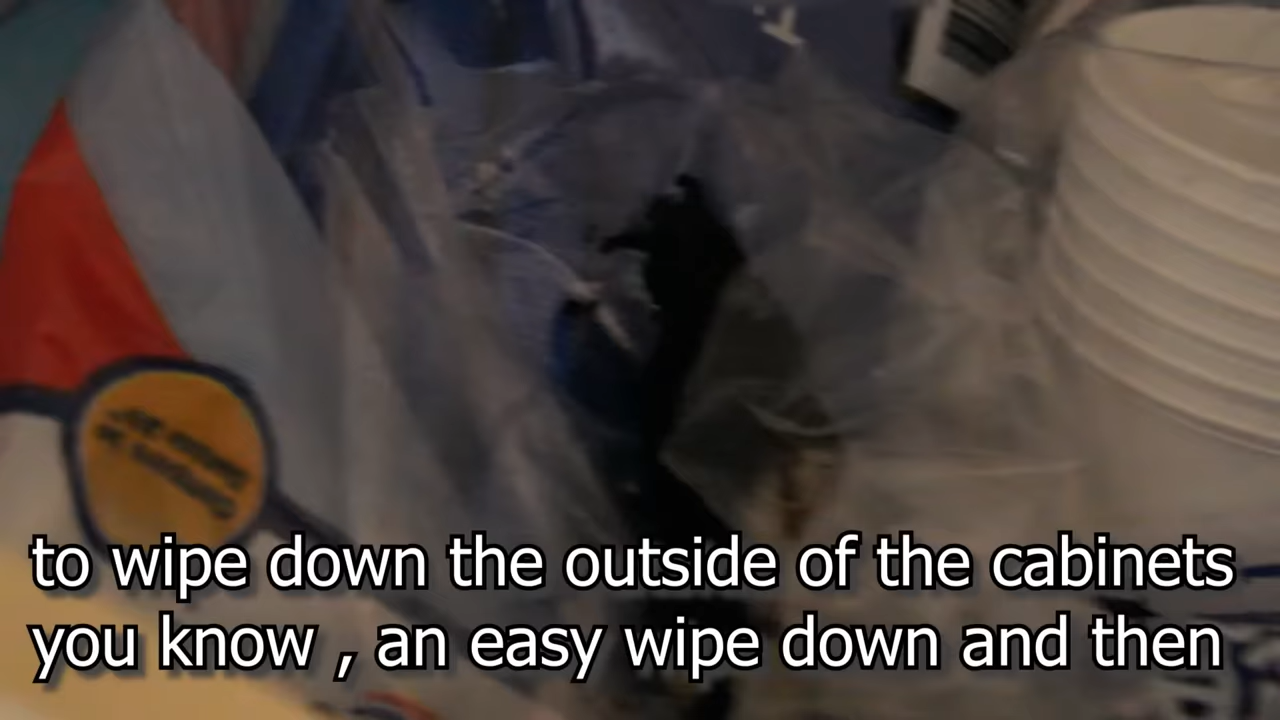 to wipe down the outside of the cabinets
you know , an easy wipe down and then